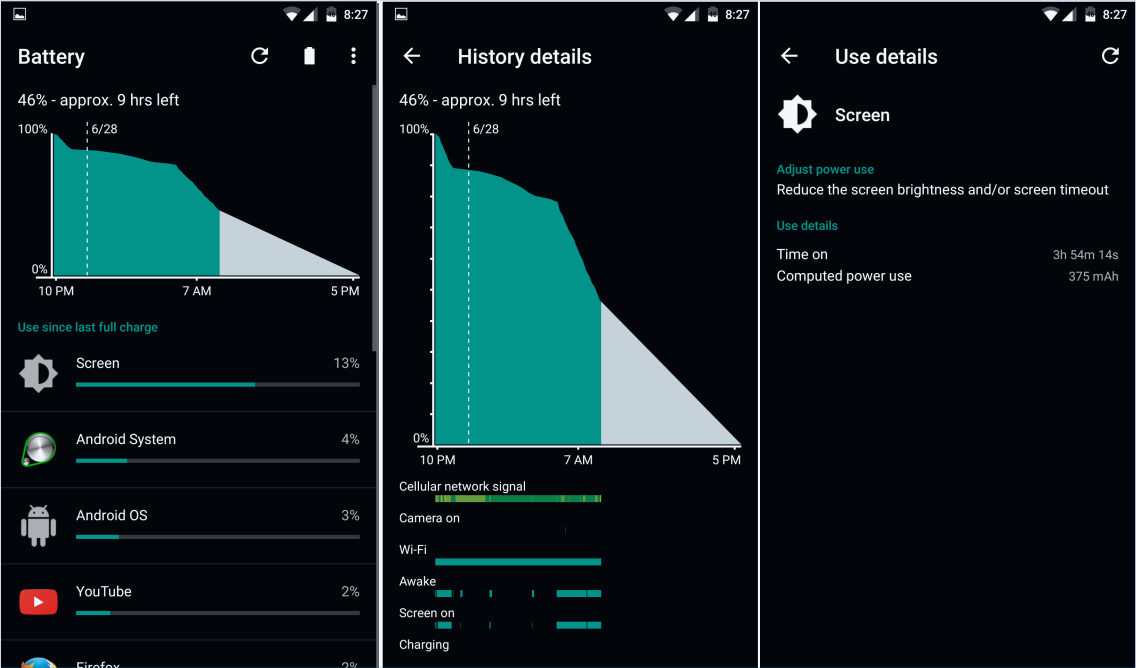 8:27
Battery
46% - approx. 9 hrs left
100%
6/28
0%
10 PM 7 AM 5 PM
Use since last full charge
Screen 13%
Android System 4%
Android OS 3%
YouTube 2%
Firefox 2%
46 8:27
History details
46% - approx. 9 hrs left
100%
6/28
0%
10 PM 7 AM 5 PM
Cellular network signal
Camera on
Wi-Fi
Awake
Screen on
Charging
46 8:27
Use details
Screen
Adjust power use
Reduce the screen brightness and/or screen timeout
Use details
Time on 3h 54m 14s
Computed power use 375 mAh